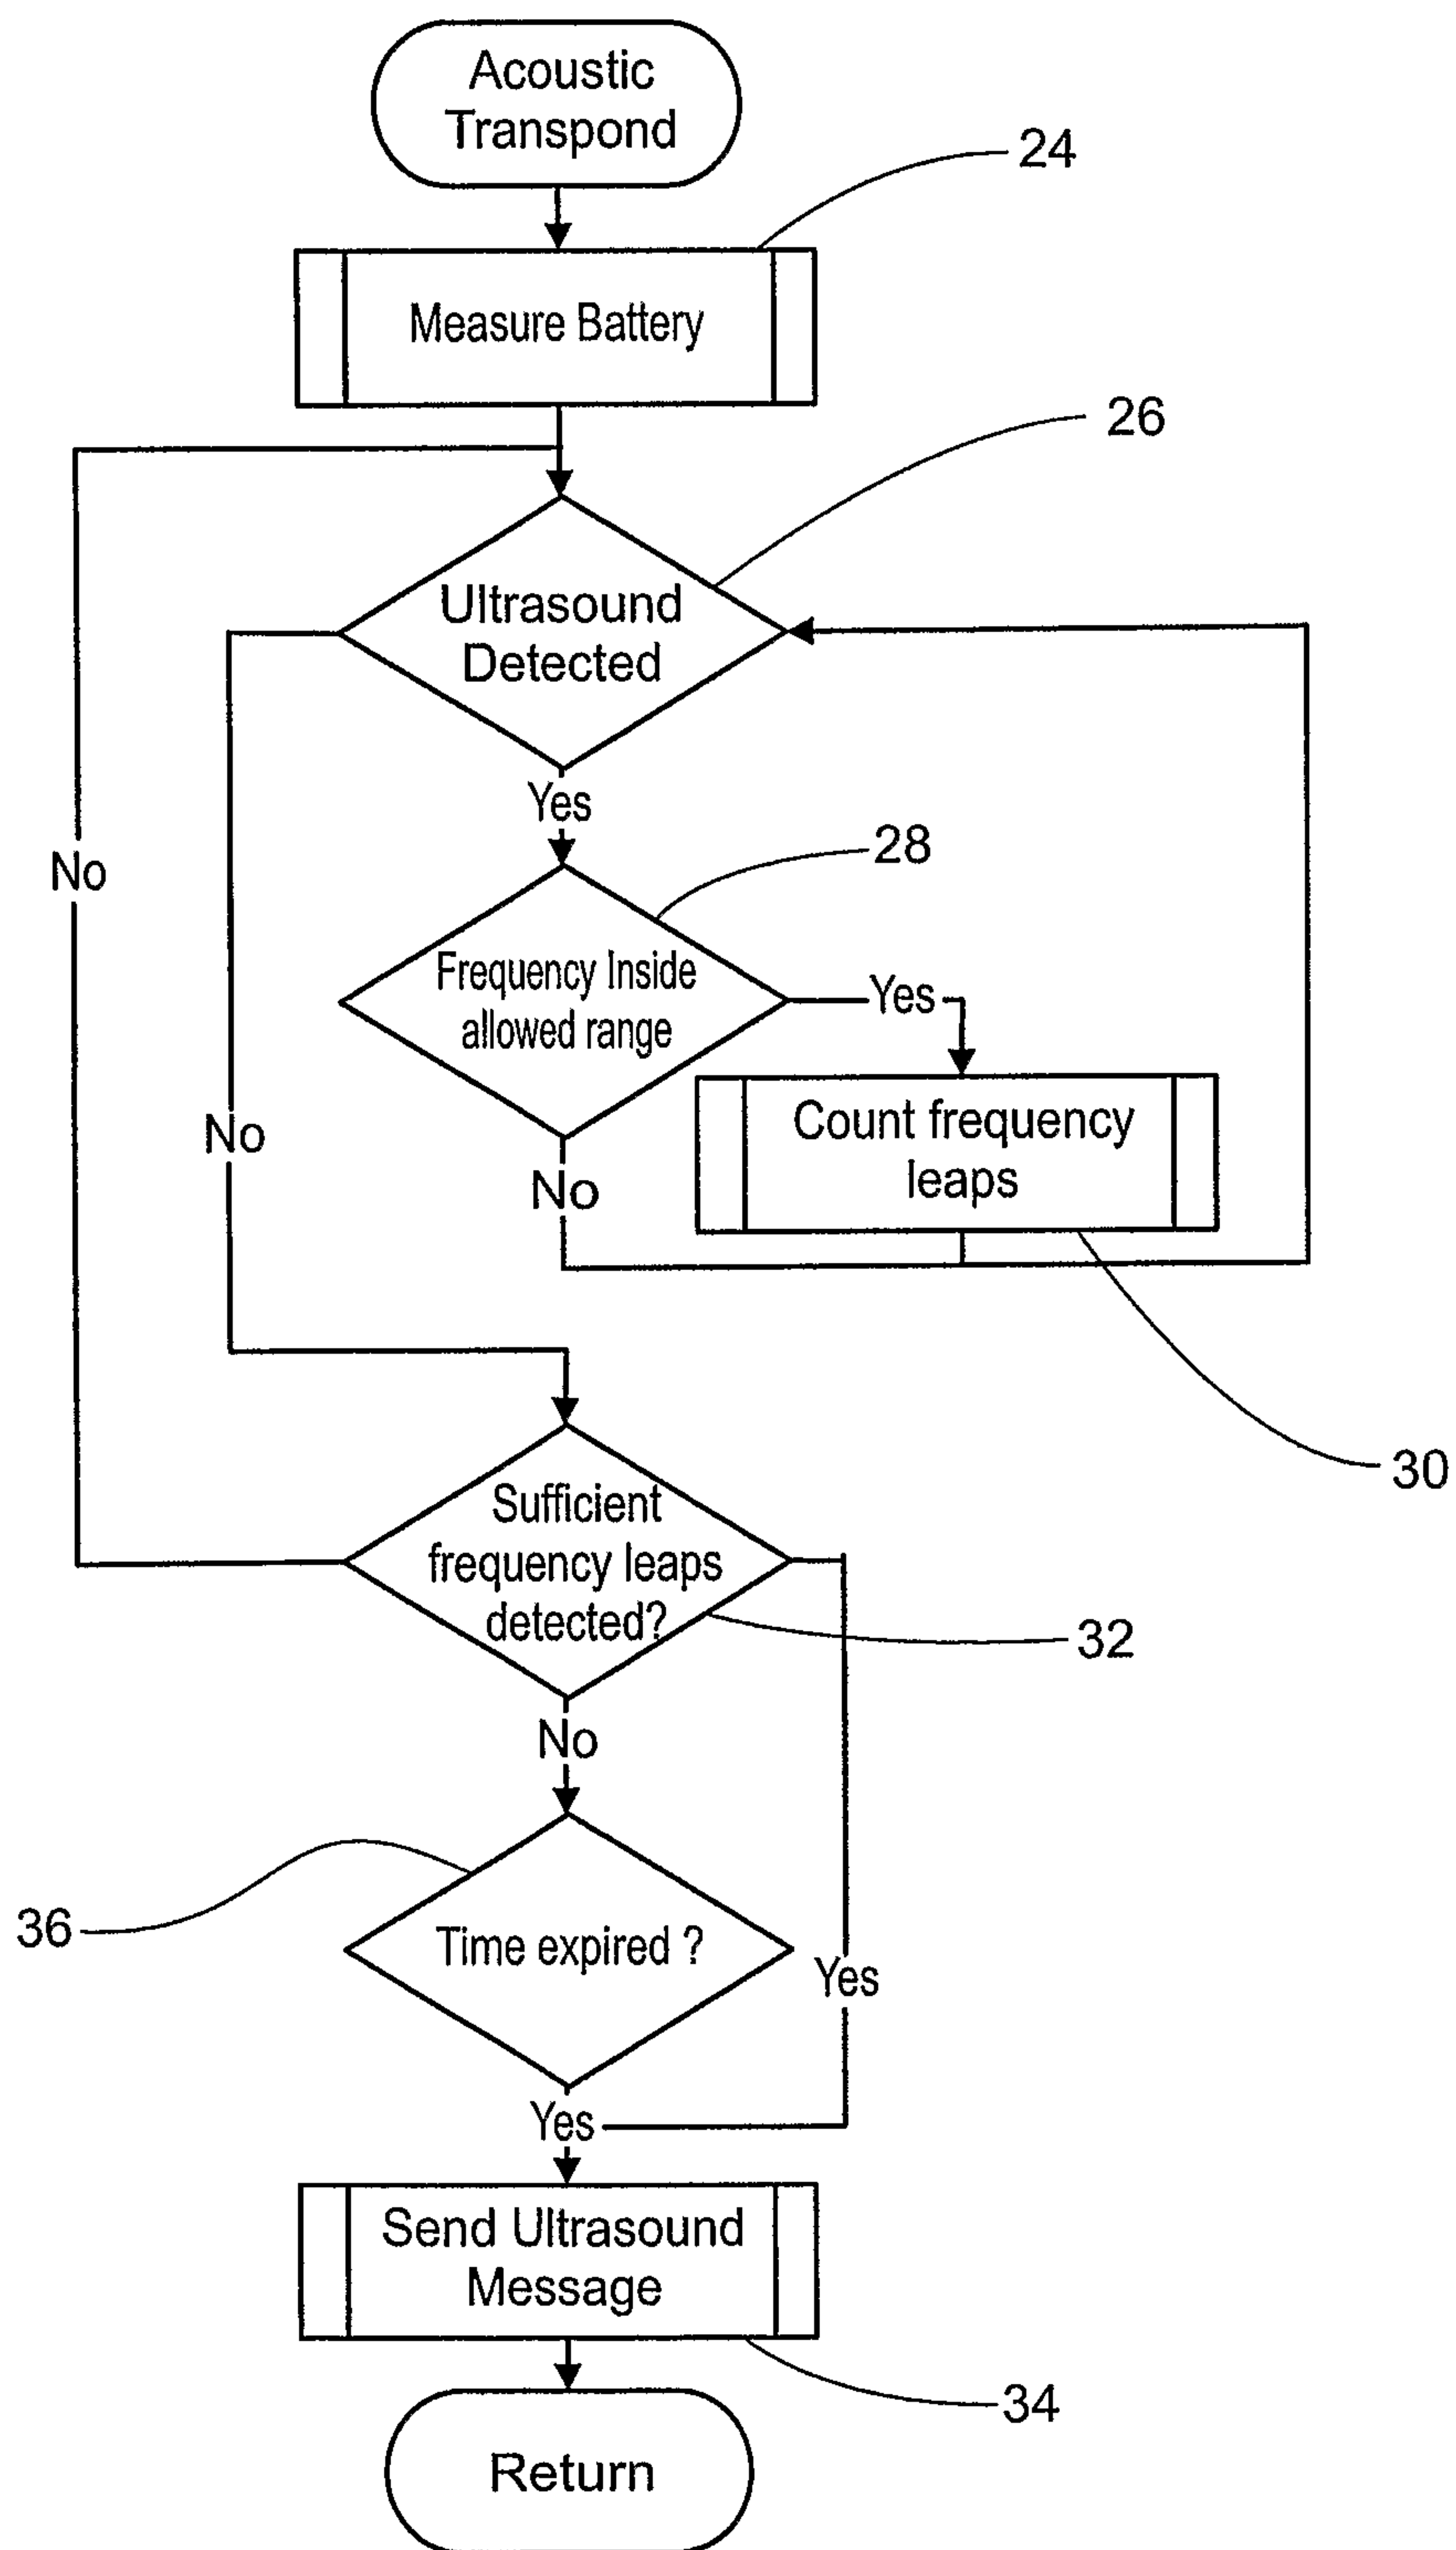 Acoustic
Transpond
24
Measure Battery
26
Ultrasound
Detected
Yes
28
No
Frequency Inside
allowed range
Yes
Count frequency
leaps
No
No
30
Sufficient
frequency leaps
detected?
32
No
36
Time expired ?
Yes
Yes
Send Ultrasound
Message
34
Return